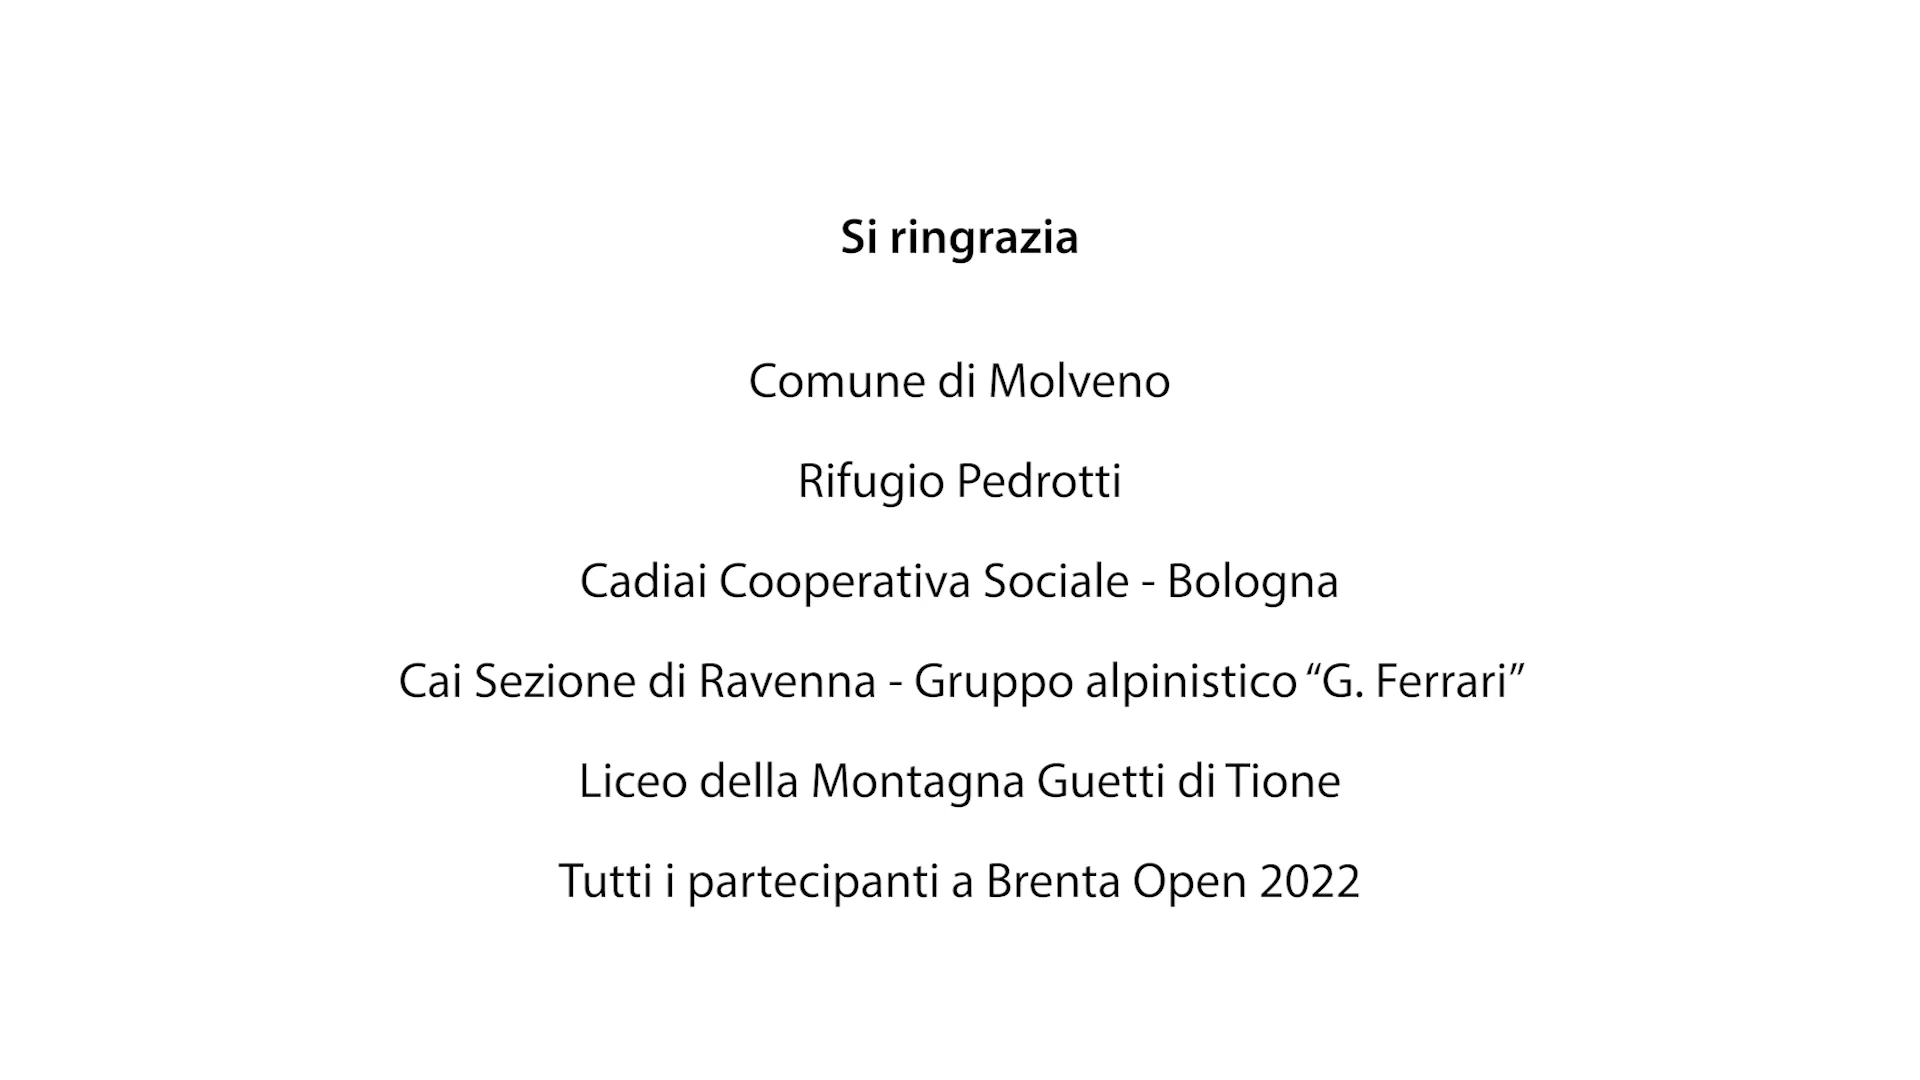 Si ringrazia
Comune di Molveno
Rifugio Pedrotti
Cadiai Cooperativa Sociale - Bologna
Cai Sezione di Ravenna - Gruppo alpinistico “G. Ferrari”
Liceo della Montagna Guetti di Tione
Tutti i partecipanti a Brenta Open 2022